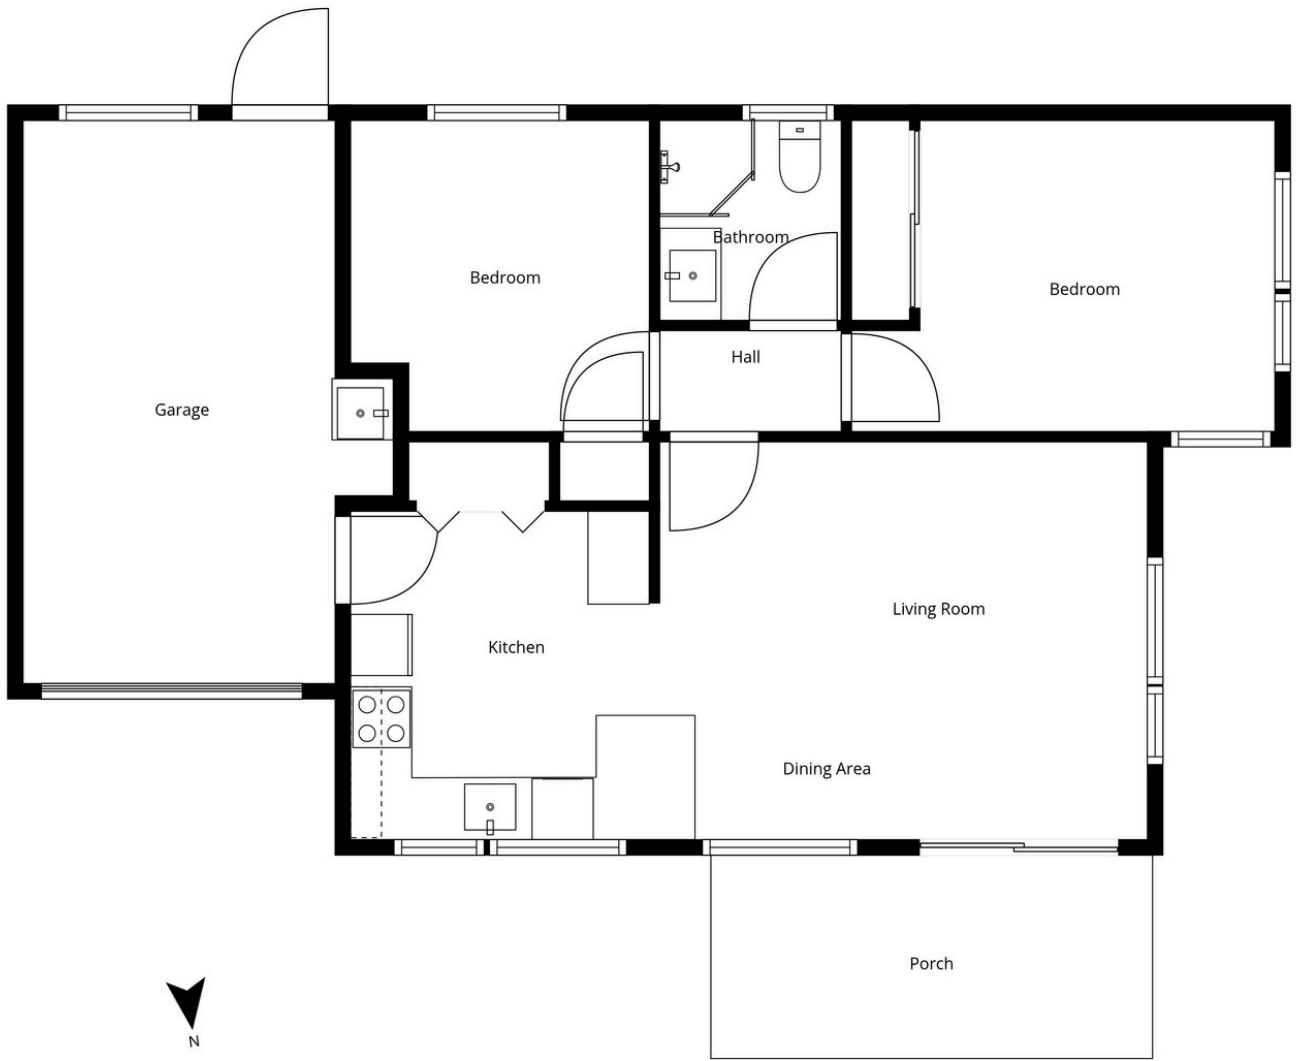 Bathroom
Bedroom
Bedroom
Hall
Garage
Living Room
Kitchen
Dining Area
Porch
N